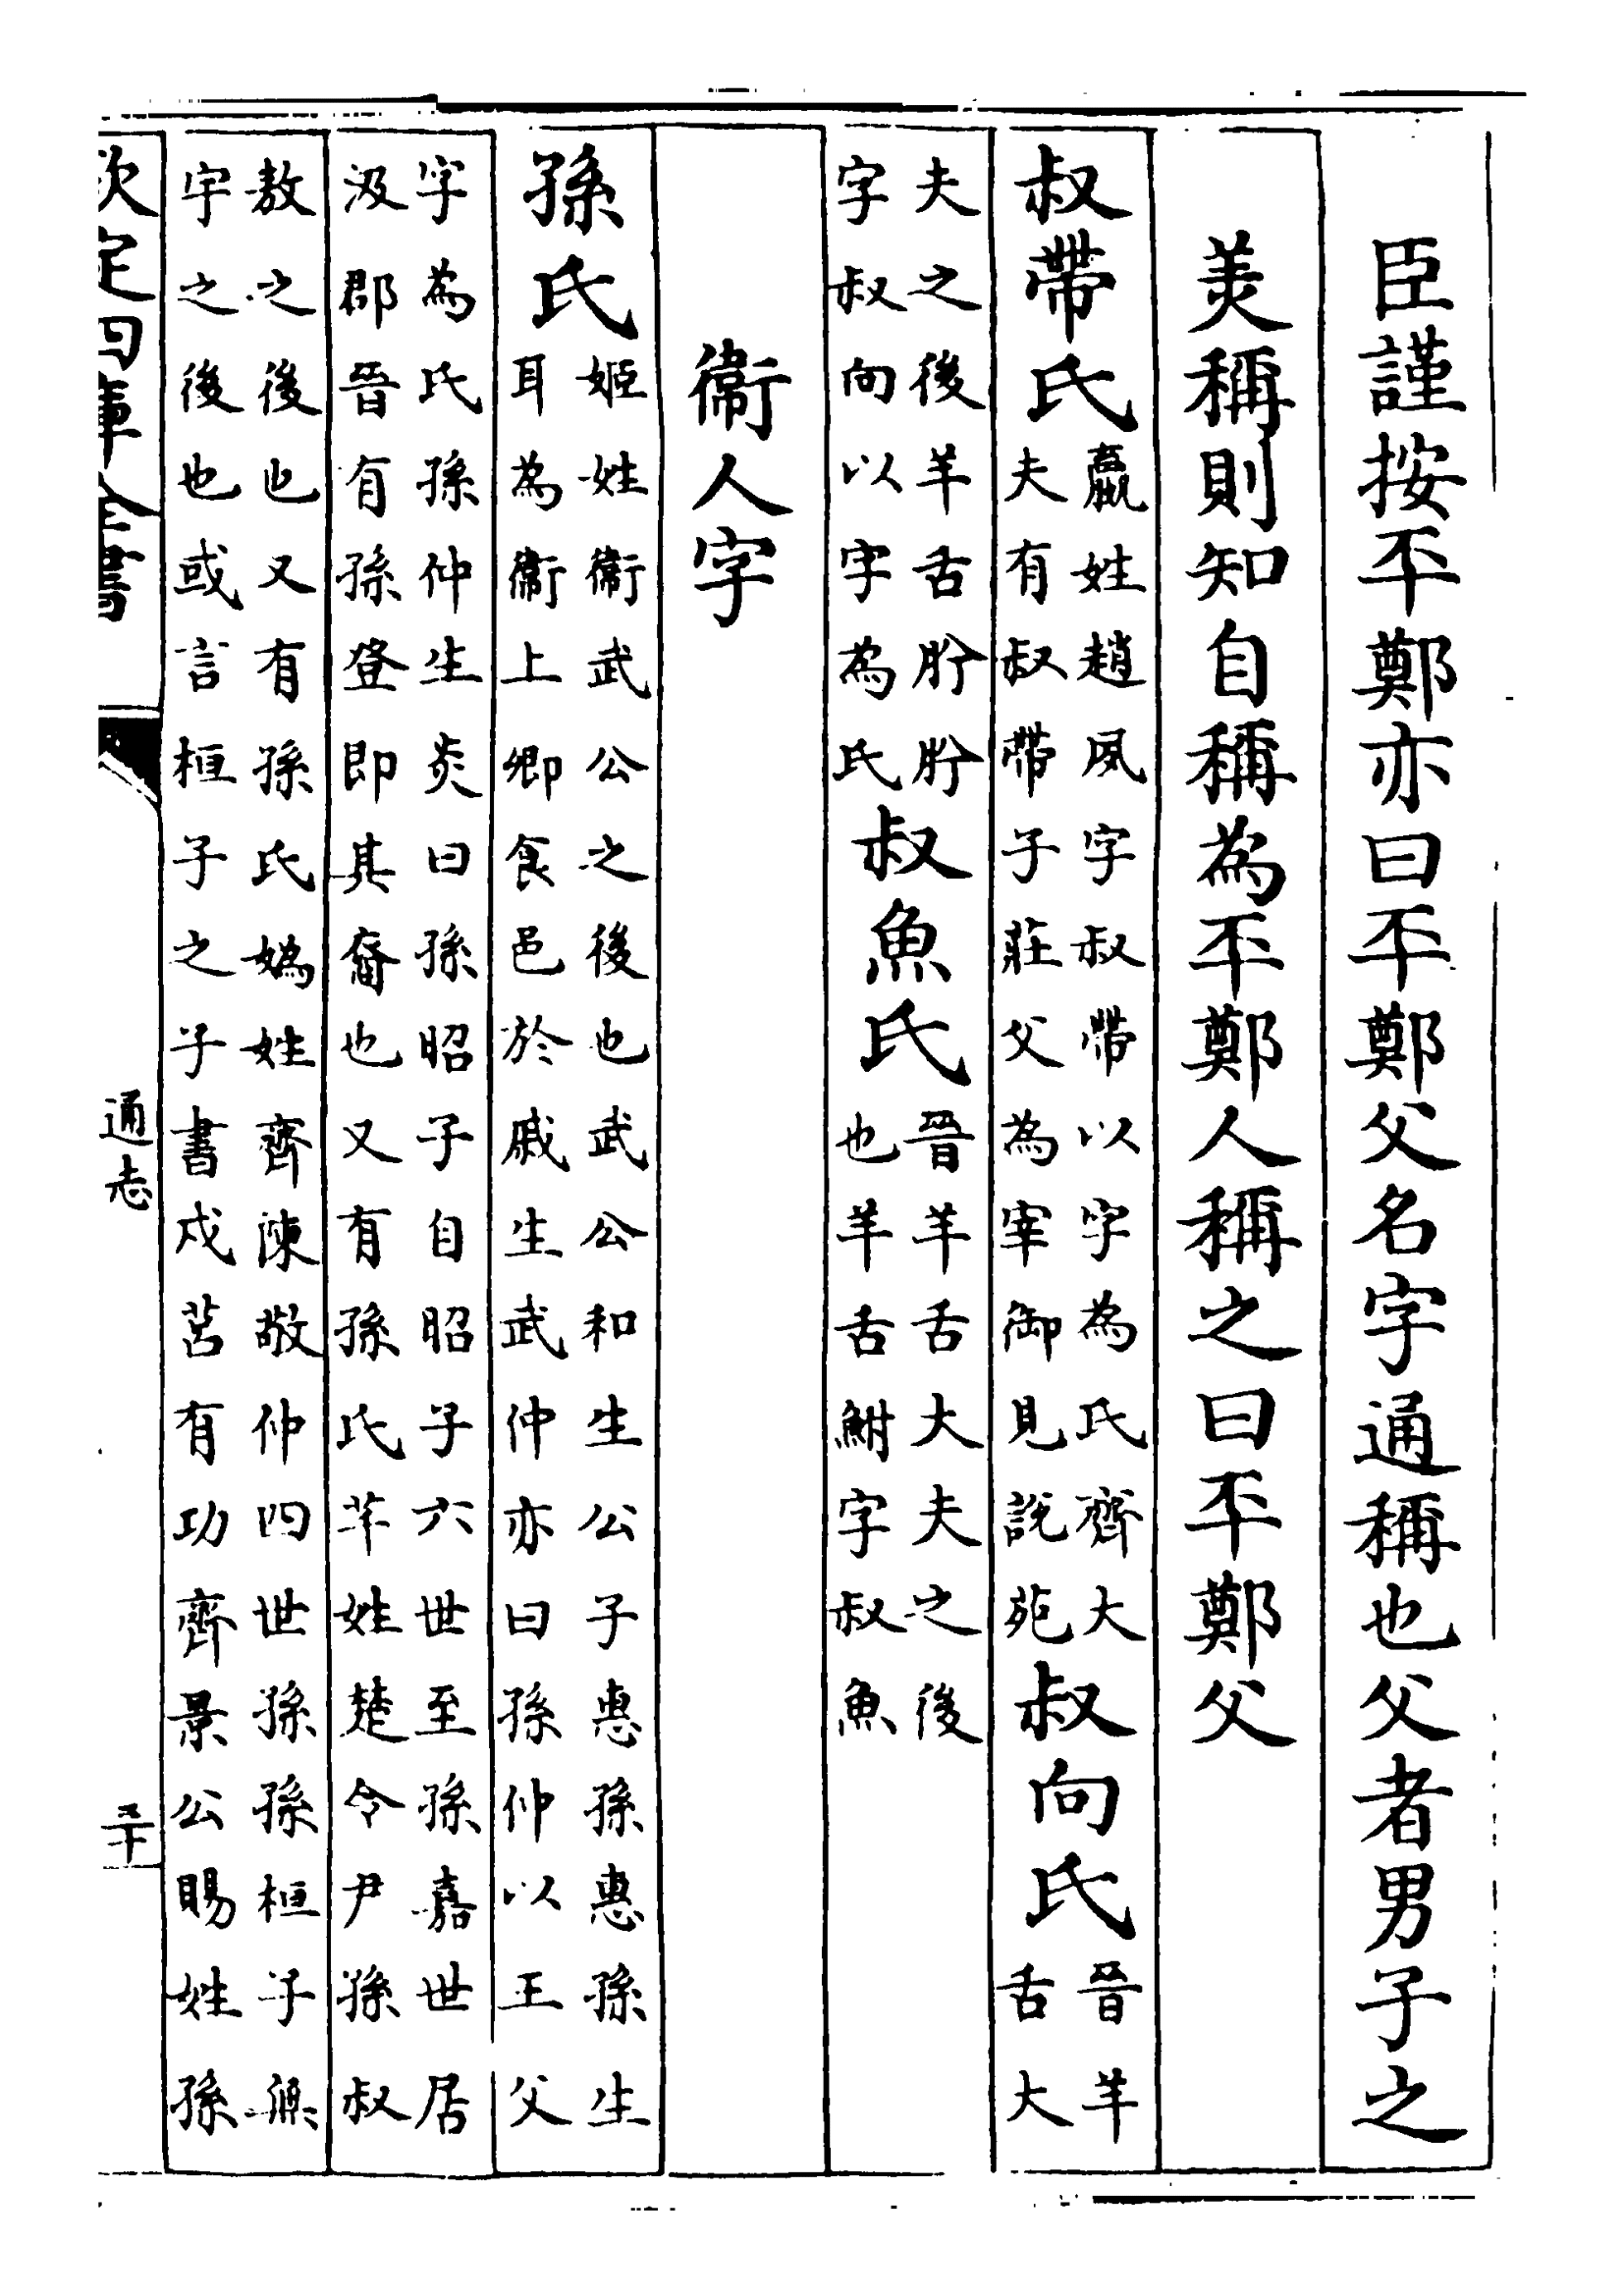 臣謹按㔻鄭亦曰㔻鄭父名字通稱也父者男子之
美稱則知自稱為㔻鄭人稱之曰㔻鄭父
叔帶氏
嬴姓趙夙字叔帶以字為氏齊大
夫有叔帶子莊父為宰御見説苑
叔向氏
晉羊
舌大
夫之後羊舌肸肸
字叔向以字為氏
叔魚氏
晉羊舌大夫之後
也羊舌鮒字叔魚
衛人字
孫氏
姬姓衛武公之後也武公和生公子惠孫惠孫生
耳為衛上卿食邑於戚生武仲亦曰孫仲以王父
字為氏孫仲生炎曰孫昭子自昭子六世至孫嘉世居
汲郡晉有孫登即其裔也又有孫氏芈姓楚令尹孫叔
敖之後也又有孫氏媯姓齊陳敬仲四世孫孫桓子無
宇之後也或言桓子之子書戍莒有功齊景公賜姓孫
欽定四庫全書
通志
五十